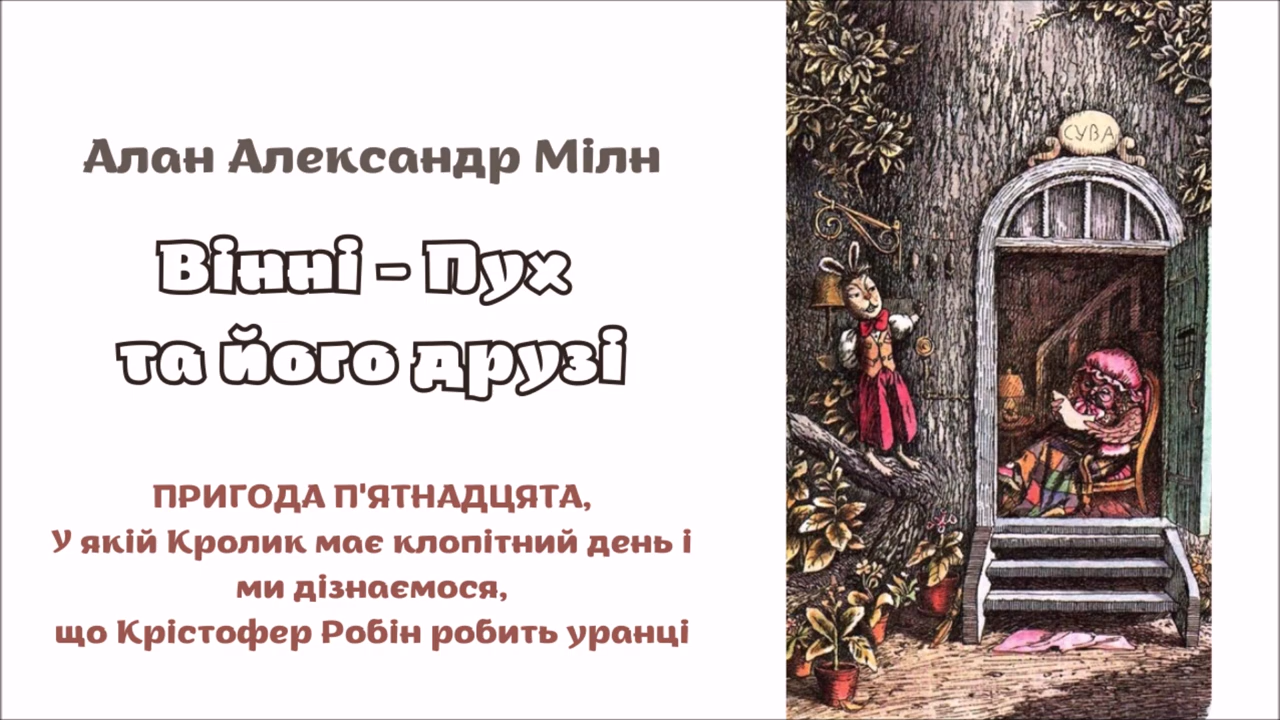 Алан Александр Мілн
Вінні - Пух
та його друзі
ПРИГОДА П'ЯТНАДЦЯТА,
У якій Кролик має клопітний день і
ми дізнаємося,
що Крістофер Робін робить уранці
СУВА